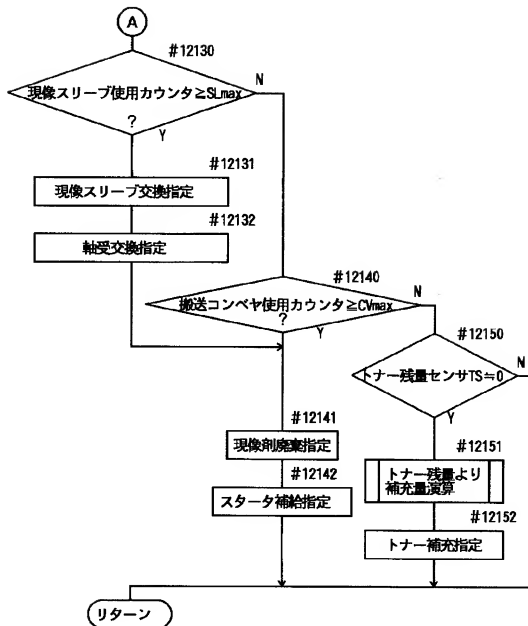 A
#12130
現像スリーブ使用カウンタ≧SLmax
?
N
Y
#12131
現像スリーブ交換指定
#12132
軸受交換指定
#12140
搬送コンベヤ使用カウンタ≧CVmax
?
N
Y
#12150
トナー残量センサTS≒0
N
Y
#12141
現像剤廃棄指定
#12142
スタータ補給指定
#12151
トナー残量より
補充量演算
#12152
トナー補充指定
リターン